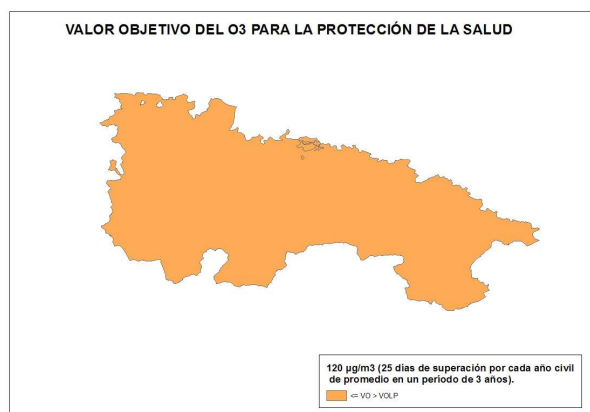 VALOR OBJETIVO DEL O3 PARA LA PROTECCIÓN DE LA SALUD
120 µg/m3 (25 días de superación por cada año civil
de promedio en un período de 3 años).
<= VO > VOLP